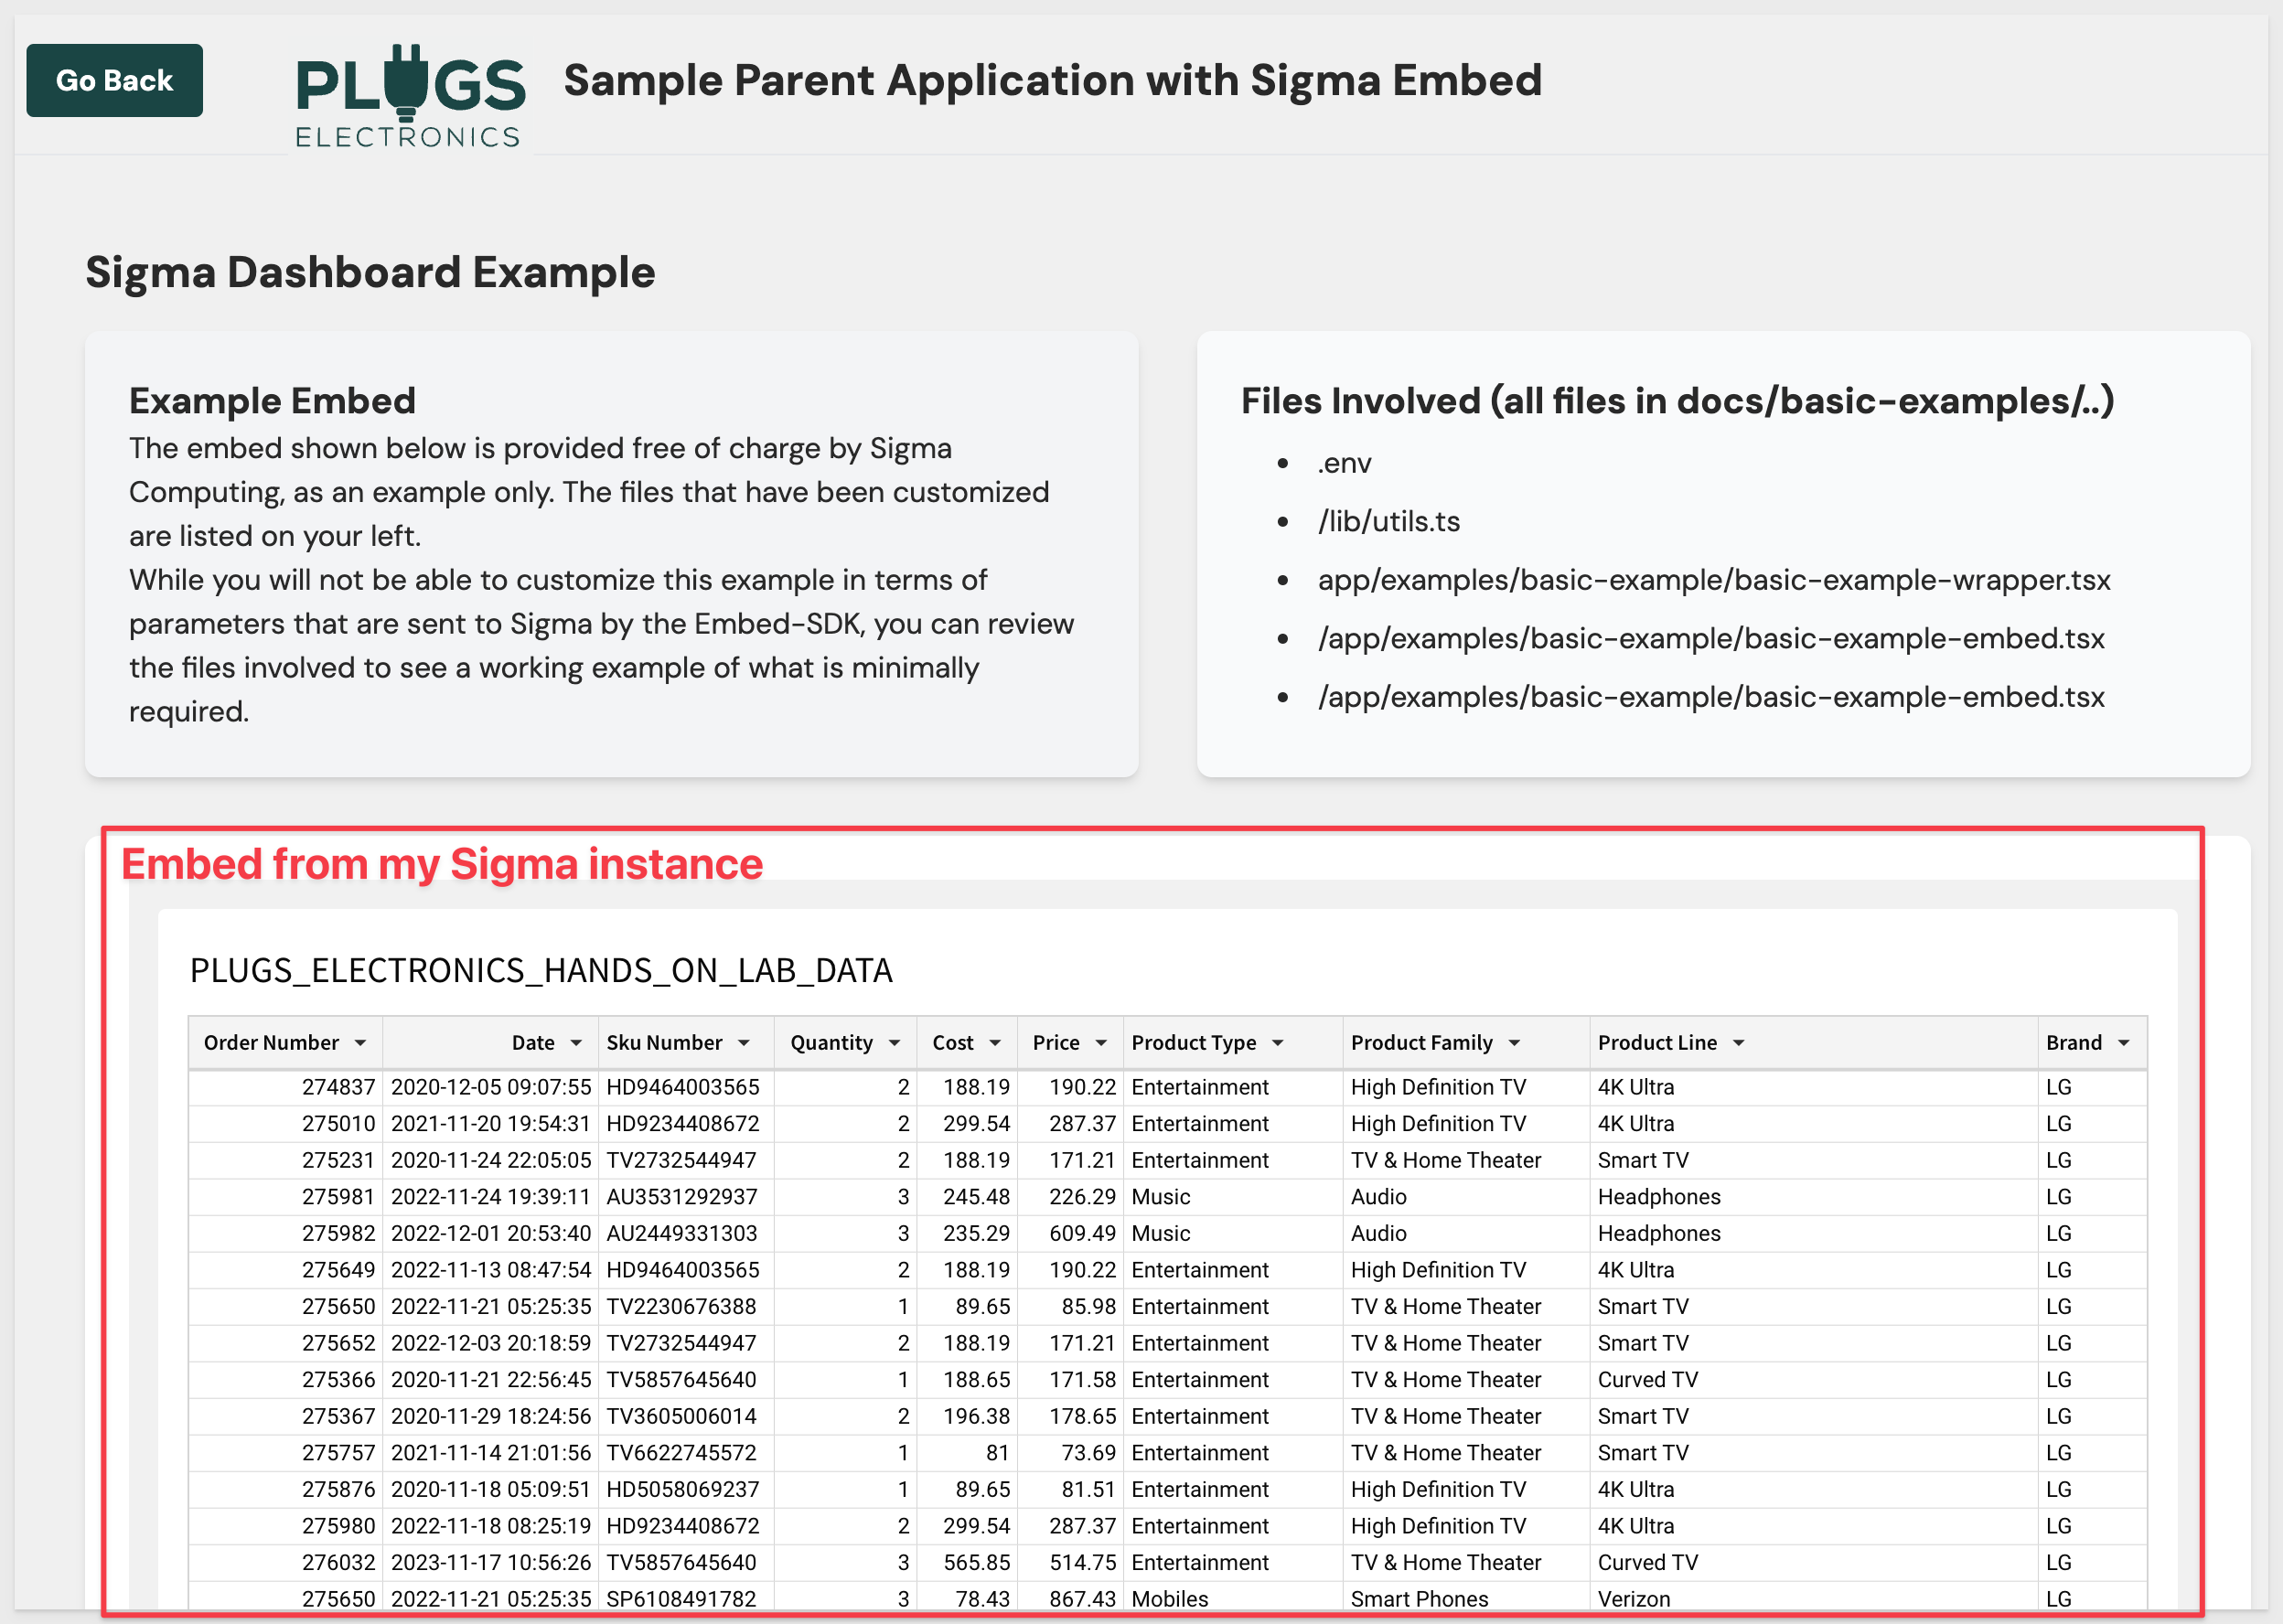 Go Back
PLUGS
ELECTRONICS
Sample Parent Application with Sigma Embed
Sigma Dashboard Example
Example Embed
The embed shown below is provided free of charge by Sigma
Computing, as an example only. The files that have been customized
are listed on your left.
While you will not be able to customize this example in terms of
parameters that are sent to Sigma by the Embed-SDK, you can review
the files involved to see a working example of what is minimally
required.
Files Involved (all files in docs/basic-examples/..)
• .env
• /lib/utils.ts
• app/examples/basic-example/basic-example-wrapper.tsx
• /app/examples/basic-example/basic-example-embed.tsx
• /app/examples/basic-example/basic-example-embed.tsx
Embed from my Sigma instance
PLUGS_ELECTRONICS_HANDS_ON_LAB_DATA
Order Number Date Sku Number Quantity Cost Price Product Type Product Family Product Line Brand
274837 2020-12-05 09:07:55 HD9464003565 2 188.19 190.22 Entertainment High Definition TV 4K Ultra LG
275010 2021-11-20 19:54:31 HD9234408672 2 299.54 287.37 Entertainment High Definition TV 4K Ultra LG
275231 2020-11-24 22:05:05 TV2732544947 2 188.19 171.21 Entertainment TV & Home Theater Smart TV LG
275981 2022-11-24 19:39:11 AU3531292937 3 245.48 226.29 Music Audio Headphones LG
275982 2022-12-01 20:53:40 AU2449331303 3 235.29 609.49 Music Audio Headphones LG
275649 2022-11-13 08:47:54 HD9464003565 2 188.19 190.22 Entertainment High Definition TV 4K Ultra LG
275650 2022-11-21 05:25:35 TV2230676388 1 89.65 85.98 Entertainment TV & Home Theater Smart TV LG
275652 2022-12-03 20:18:59 TV2732544947 2 188.19 171.21 Entertainment TV & Home Theater Smart TV LG
275366 2020-11-21 22:56:45 TV5857645640 1 188.65 171.58 Entertainment TV & Home Theater Curved TV LG
275367 2020-11-29 18:24:56 TV3605006014 2 196.38 178.65 Entertainment TV & Home Theater Smart TV LG
275757 2021-11-14 21:01:56 TV6622745572 1 81 73.69 Entertainment TV & Home Theater Smart TV LG
275876 2020-11-18 05:09:51 HD5058069237 1 89.65 81.51 Entertainment High Definition TV 4K Ultra LG
275980 2022-11-18 08:25:19 HD9234408672 2 299.54 287.37 Entertainment High Definition TV 4K Ultra LG
276032 2023-11-17 10:56:26 TV5857645640 3 565.85 514.75 Entertainment TV & Home Theater Curved TV LG
275650 2022-11-21 05:25:35 SP6108491782 3 78.43 867.43 Mobiles Smart Phones Verizon LG